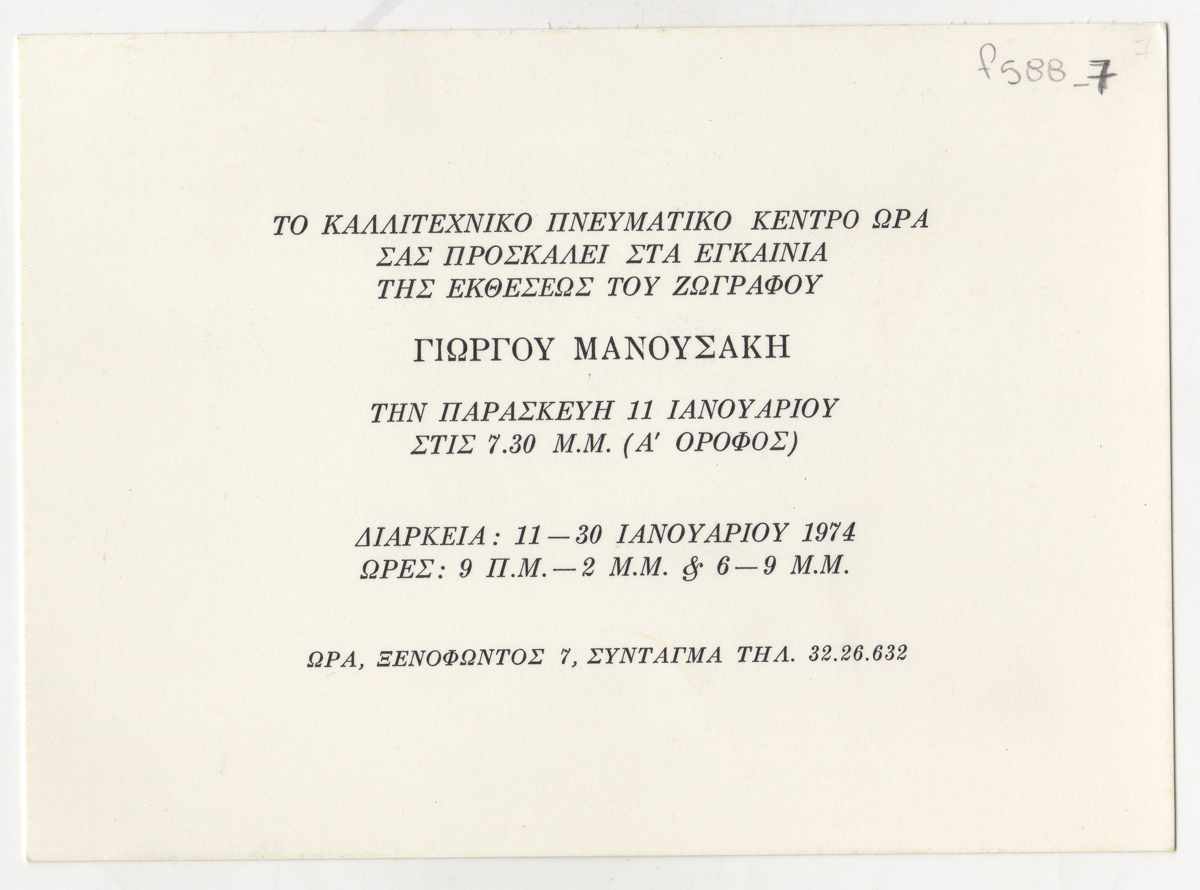 f588_7
ΤΟ ΚΑΛΛΙΤΕΧΝΙΚΟ ΠΝΕΥΜΑΤΙΚΟ ΚΕΝΤΡΟ ΩΡΑ
ΣΑΣ ΠΡΟΣΚΑΛΕΙ ΣΤΑ ΕΓΚΑΙΝΙΑ
ΤΗΣ ΕΚΘΕΣΕΩΣ ΤΟΥ ΖΩΓΡΑΦΟΥ
ΓΙΩΡΓΟΥ ΜΑΝΟΥΣΑΚΗ
ΤΗΝ ΠΑΡΑΣΚΕΥΗ 11 ΙΑΝΟΥΑΡΙΟΥ
ΣΤΙΣ 7.30 Μ.Μ. (Α' ΟΡΟΦΟΣ)
ΔΙΑΡΚΕΙΑ: 11—30 ΙΑΝΟΥΑΡΙΟΥ 1974
ΩΡΕΣ: 9 Π.Μ.—2 Μ.Μ. & 6—9 Μ.Μ.
ΩΡΑ, ΞΕΝΟΦΩΝΤΟΣ 7, ΣΥΝΤΑΓΜΑ ΤΗΛ. 32.26.632